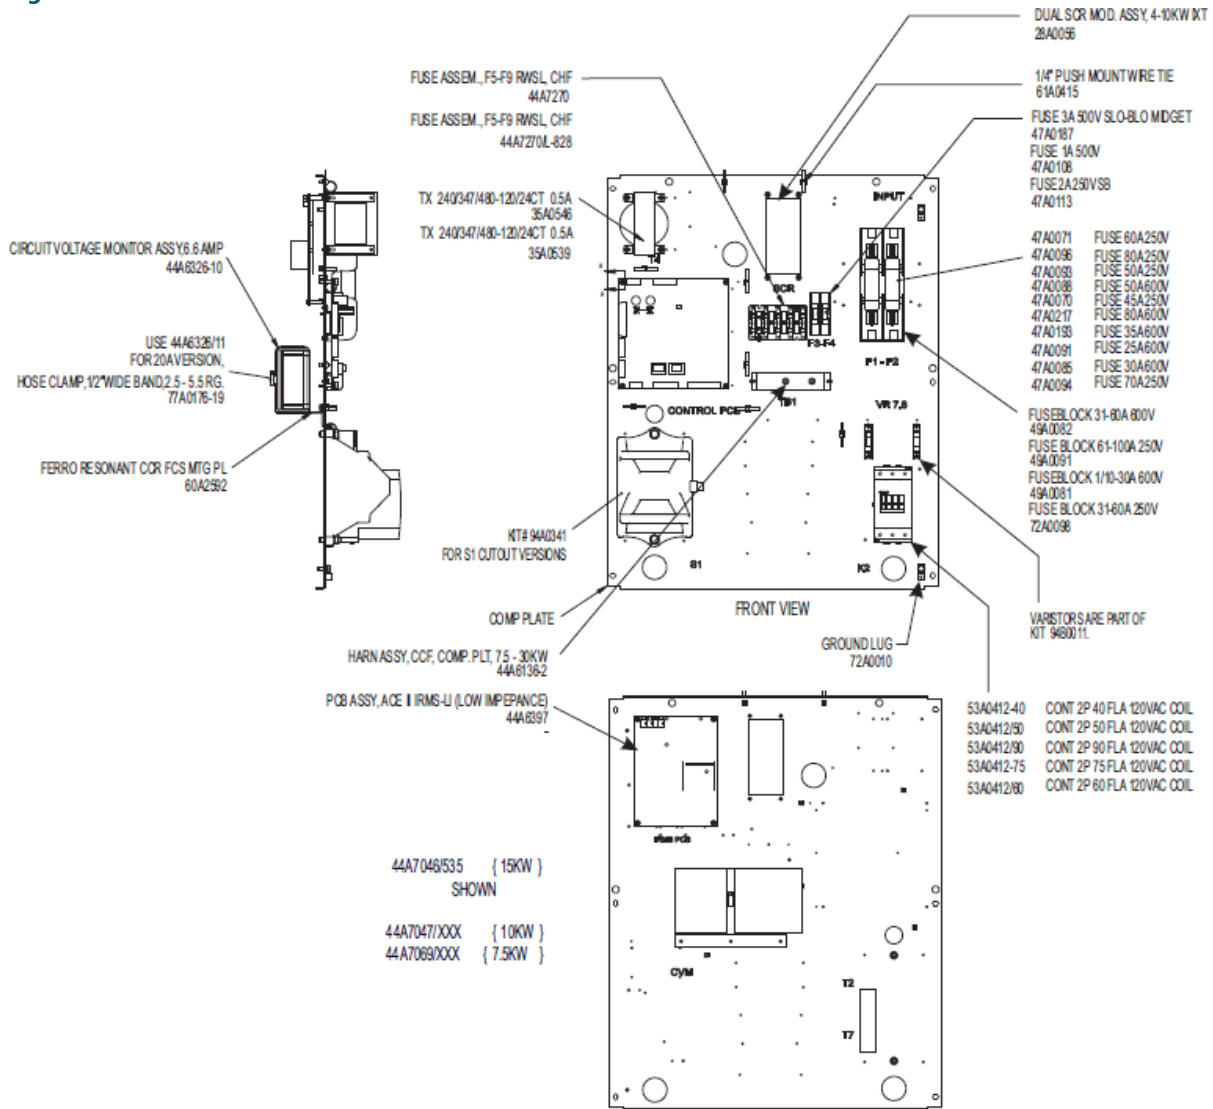 DUAL SCR MOD. ASSY, 4-10KW IXT
28A0056
1/4" PUSH MOUNT WIRE TIE
61A0415
FUSE 3A 500V SLO-BLO MIDGET
47A0187
FUSE 1A 500V
47A0108
FUSE 2A 250V SB
47A0113
47A0071 FUSE 60A 250V
47A0096 FUSE 80A 250V
47A0093 FUSE 50A 250V
47A0088 FUSE 50A 600V
47A0070 FUSE 45A 250V
47A0217 FUSE 80A 600V
47A0193 FUSE 35A 600V
47A0091 FUSE 25A 600V
47A0085 FUSE 30A 600V
47A0094 FUSE 70A 250V
FUSEBLOCK 31-60A 600V
49A0082
FUSE BLOCK 61-100A 250V
49A0091
FUSEBLOCK 1/10-30A 600V
49A0081
FUSE BLOCK 31-60A 250V
72A0098
VARISTORS ARE PART OF
KIT 94B0011.
53A0412-40 CONT 2P 40 FLA 120VAC COIL
53A0412/50 CONT 2P 50 FLA 120VAC COIL
53A0412/90 CONT 2P 90 FLA 120VAC COIL
53A0412-75 CONT 2P 75 FLA 120VAC COIL
53A0412/60 CONT 2P 60 FLA 120VAC COIL
FUSE ASSEM., F5-F9 RWSL, CHF
44A7270
FUSE ASSEM., F5-F9 RWSL, CHF
44A7270/L-828
TX 240/347/480-120/24CT 0.5A
35A0546
TX 240/347/480-120/24CT 0.5A
35A0539
CIRCUIT VOLTAGE MONITOR ASSY,6.6 AMP
44A6326-10
USE 44A6326/11
FOR 20A VERSION,
HOSE CLAMP, 1/2" WIDE BAND, 2.5 - 5.5 RG.
77A0176-19
FERRO RESONANT CCR FCS MTG PL
60A2592
KIT# 94A0341
FOR S1 CUTOUT VERSIONS
COMP PLATE
HARN ASSY, CCF, COMP. PLT, 7.5 - 30KW
44A6136-2
PCB ASSY, ACE II IRMS-LI (LOW IMPEPANCE)
44A6397
INPUT
SCR
F3-F4
F1 - F2
TB1
CONTROL PCB
VR 7,8
S1
K2
FRONT VIEW
GROUND LUG
72A0010
CVM
T2
T7
44A7046/535 { 15KW }
SHOWN
44A7047/XXX { 10KW }
44A7069/XXX { 7.5KW }